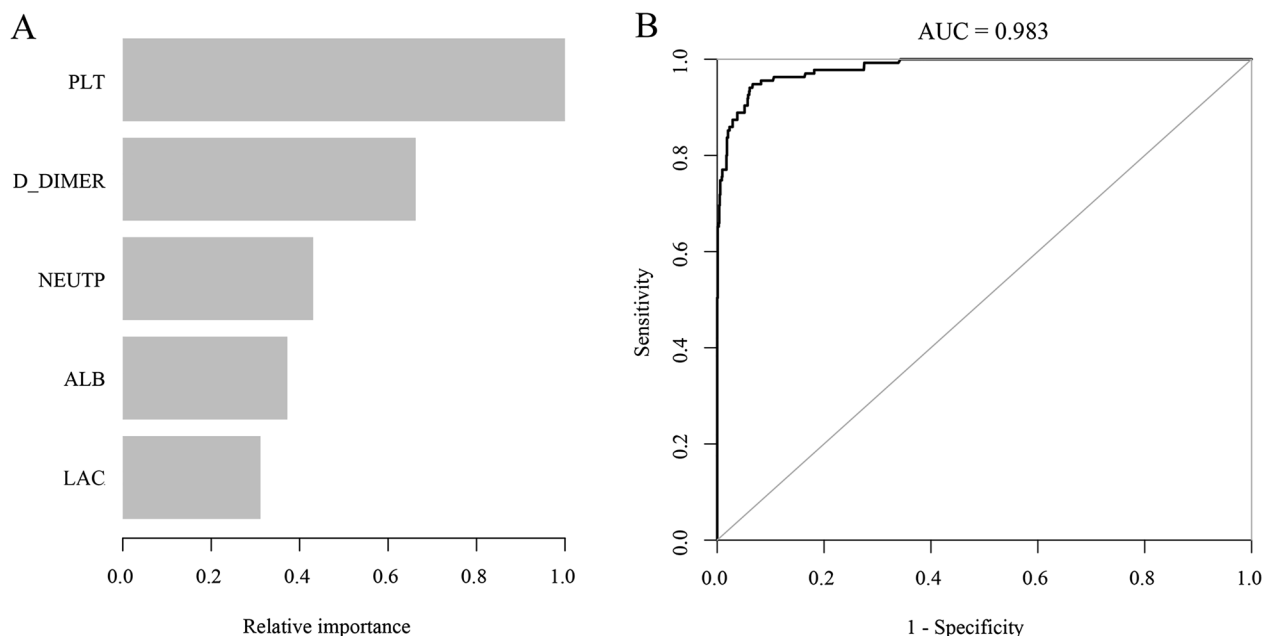 A
PLT
D_DIMER
NEUTP
ALB
LAC
0.0 0.2 0.4 0.6 0.8 1.0
Relative importance
B
AUC = 0.983
1.0
0.8
0.6
0.4
0.2
0.0
Sensitivity
0.0 0.2 0.4 0.6 0.8 1.0
1 - Specificity